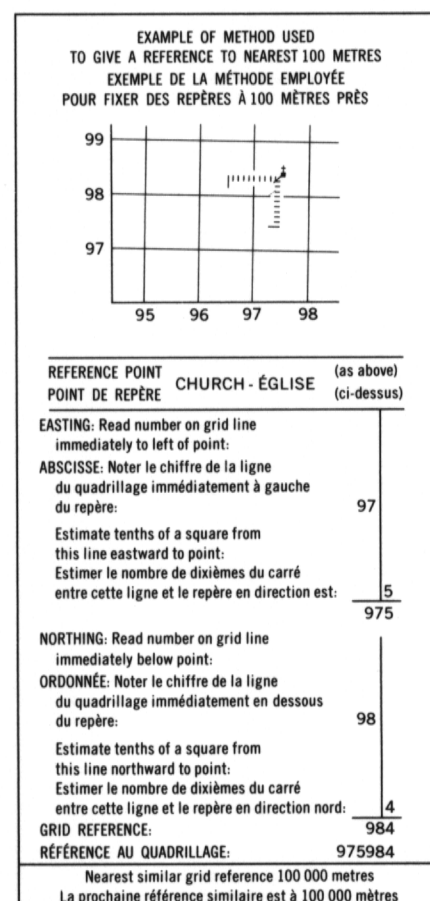 EXAMPLE OF METHOD USED
TO GIVE A REFERENCE TO NEAREST 100 METRES
EXEMPLE DE LA MÉTHODE EMPLOYÉE
POUR FIXER DES REPÈRES À 100 MÈTRES PRÈS
99
98
97
95 96 97 98
REFERENCE POINT CHURCH - ÉGLISE (as above)
POINT DE REPÈRE (ci-dessus)
EASTING: Read number on grid line
immediately to left of point:
ABSCISSE: Noter le chiffre de la ligne
du quadrillage immédiatement à gauche
du repère: 97
Estimate tenths of a square from
this line eastward to point:
Estimer le nombre de dixièmes du carré
entre cette ligne et le repère en direction est: 5
975
NORTHING: Read number on grid line
immediately below point:
ORDONNÉE: Noter le chiffre de la ligne
du quadrillage immédiatement en dessous
du repère: 98
Estimate tenths of a square from
this line northward to point:
Estimer le nombre de dixièmes du carré
entre cette ligne et le repère en direction nord: 4
GRID REFERENCE: 984
RÉFÉRENCE AU QUADRILLAGE: 975984
Nearest similar grid reference 100 000 metres
La prochaine référence similaire est à 100 000 mètres